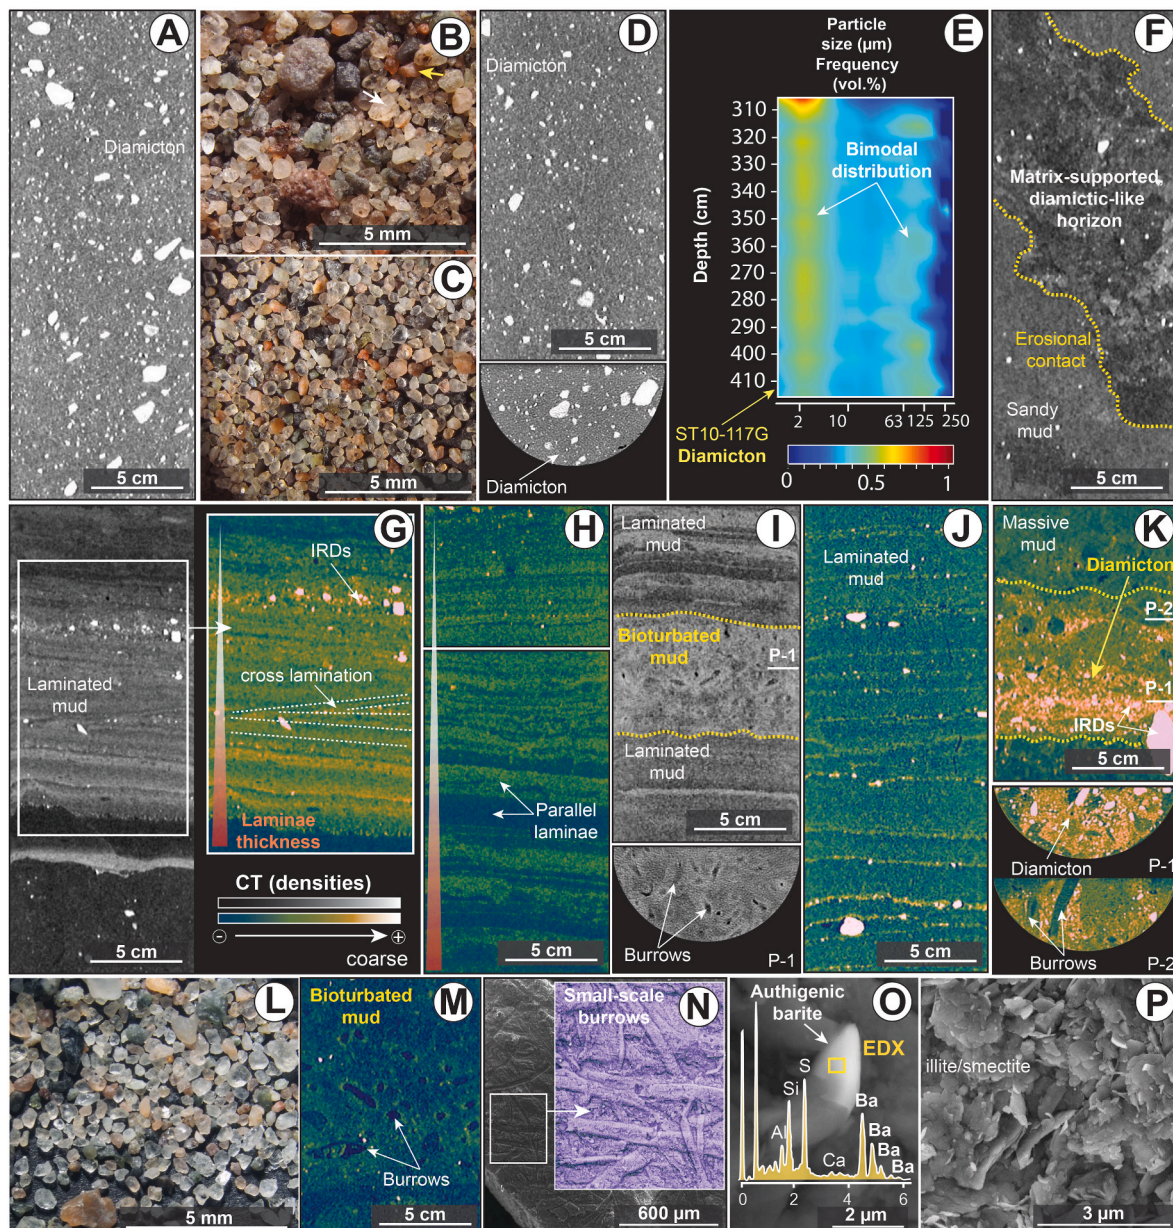 A
Diamicton
5 cm
B
5 mm
C
5 mm
D
Diamicton
5 cm
Diamicton
E
Particle
size (µm)
Frequency
(vol.%)
Depth (cm)
310
320
330
340
350
360
270
280
290
400
410
Bimodal
distribution
2
10
63
125
250
ST10-117G
Diamicton
0
0.5
1
F
Matrix-supported
diamictic-like
horizon
Erosional
contact
Sandy
mud
5 cm
G
IRDs
Laminated
mud
cross lamination
Laminae
thickness
CT (densities)
-
+
coarse
5 cm
H
Parallel
laminae
5 cm
I
Laminated
mud
Bioturbated
mud
P-1
Laminated
mud
5 cm
Burrows
P-1
J
Laminated
mud
5 cm
K
Massive
mud
Diamicton
P-2
P-1
IRDs
5 cm
Diamicton
P-1
Burrows
P-2
L
5 mm
M
Bioturbated
mud
Burrows
5 cm
N
Small-scale
burrows
600 µm
O
Authigenic
barite
EDX
S
Si
Al
Ca
Ba
Ba
Ba
Ba
0
2
4
6
2 µm
P
illite/smectite
3 µm